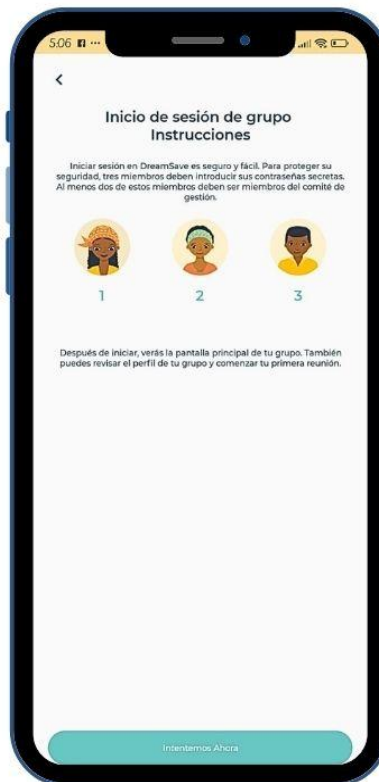 5:06
Inicio de sesión de grupo
Instrucciones
Iniciar sesión en DreamSave es seguro y fácil. Para proteger su
seguridad, tres miembros deben introducir sus contraseñas secretas.
Al menos dos de estos miembros deben ser miembros del comité de
gestión.
1 2 3
Después de iniciar, verás la pantalla principal de tu grupo. También
puedes revisar el perfil de tu grupo y comenzar tu primera reunión.
Intentemos Ahora